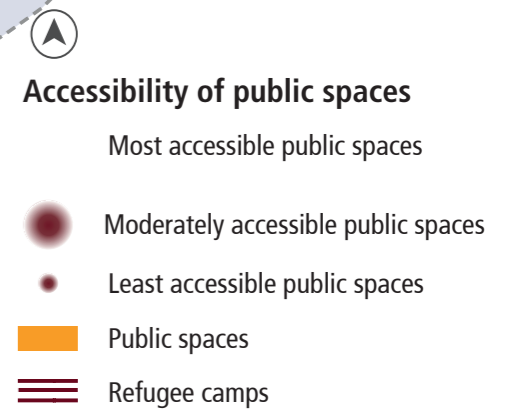 Accessibility of public spaces
Most accessible public spaces
Moderately accessible public spaces
Least accessible public spaces
Public spaces
Refugee camps